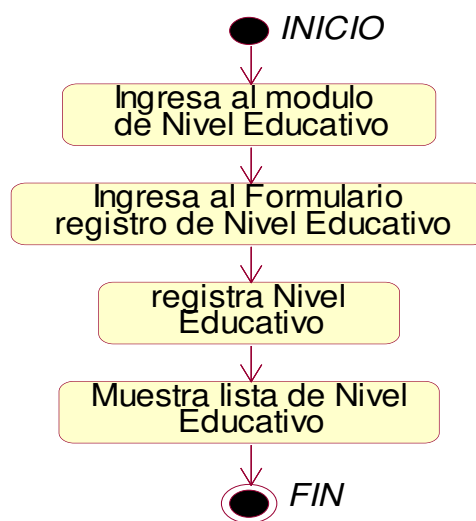 INICIO
Ingresa al modulo
de Nivel Educativo
Ingresa al Formulario
registro de Nivel Educativo
registra Nivel
Educativo
Muestra lista de Nivel
Educativo
FIN